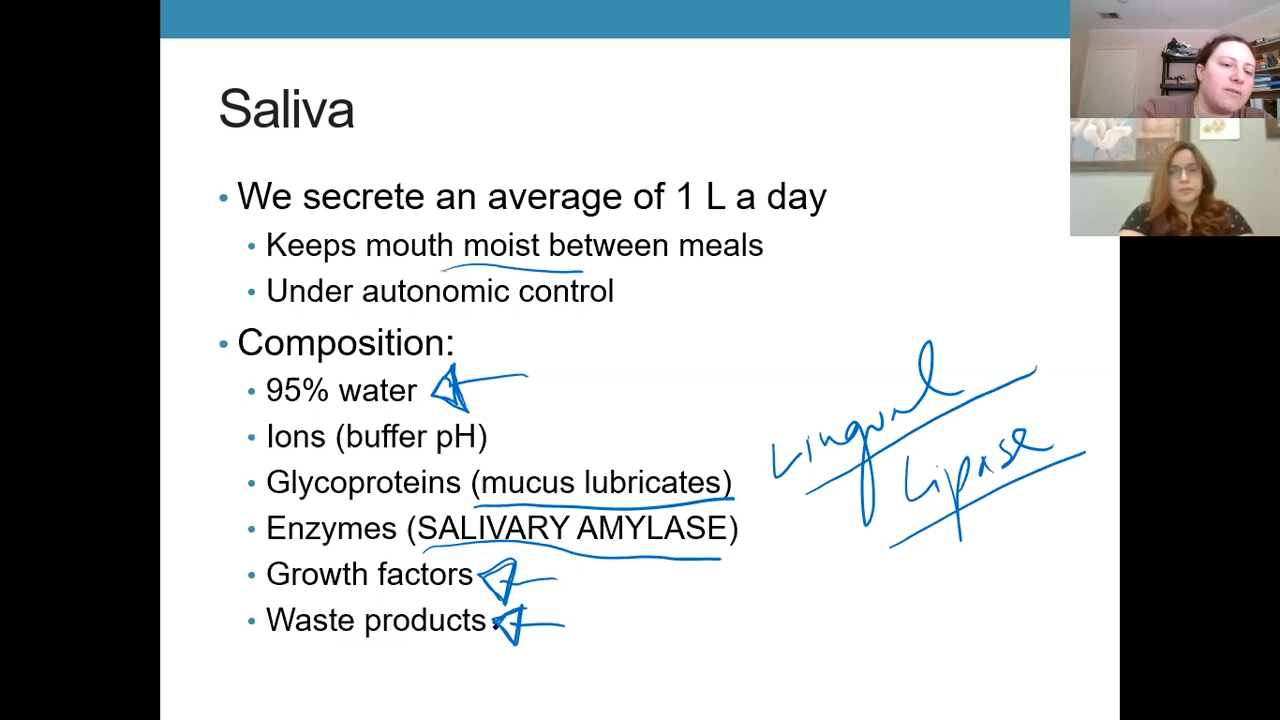 Saliva
• We secrete an average of 1 L a day
• Keeps mouth moist between meals
• Under autonomic control
• Composition:
• 95% water
• Ions (buffer pH)
• Glycoproteins (mucus lubricates)
• Enzymes (SALIVARY AMYLASE)
• Growth factors
• Waste products
Lingual
Lipase